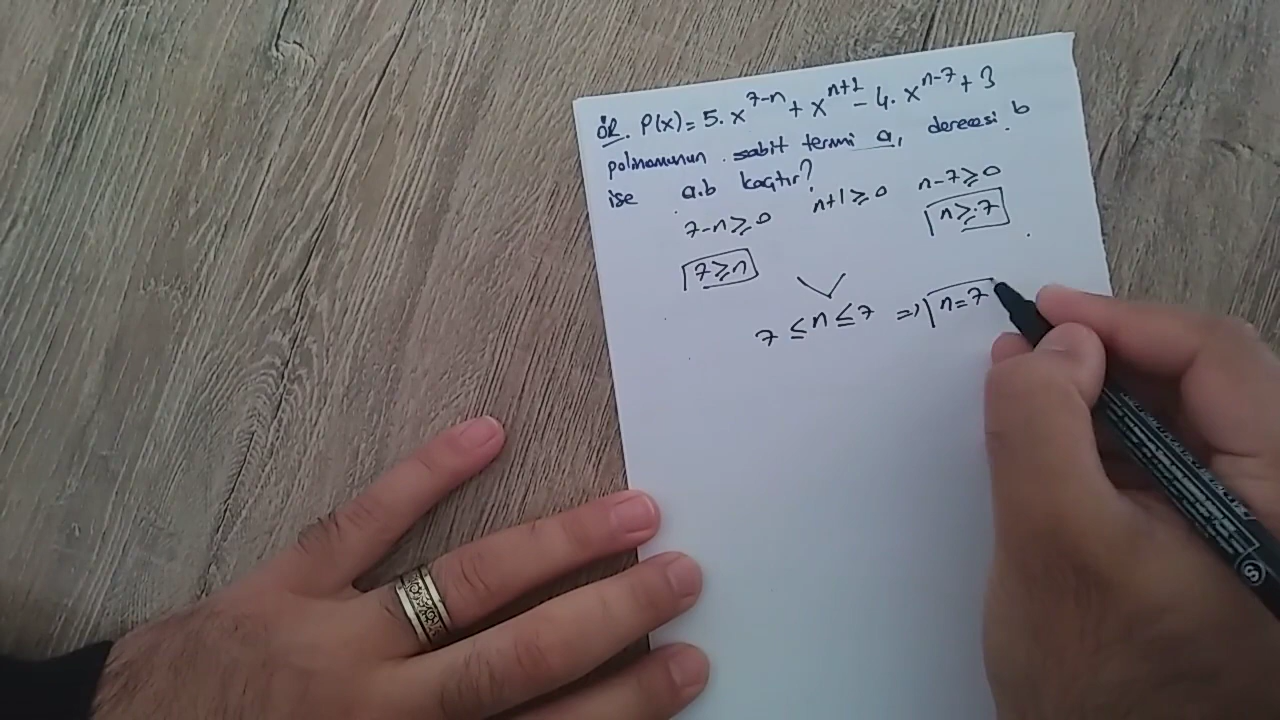 ÖR. P(x)= 5.x^7-n + x^n+1 - 4.x^n-7 + 3
polinomunun sabit termi a, derecesi b
ise a.b kaçtır?
7-n≥0 n+1≥0 n-7≥0
7≥n n≥7
7≤n≤7 => n=7
S